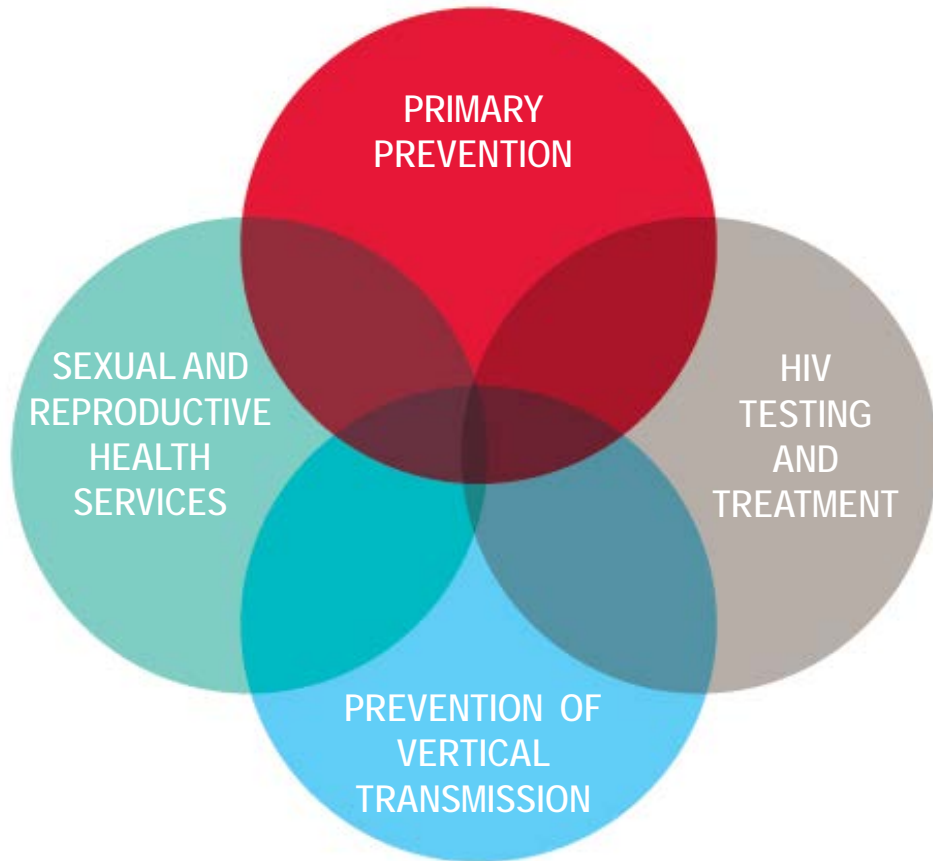 PRIMARY
PREVENTION
SEXUAL AND
REPRODUCTIVE
HEALTH
SERVICES
HIV
TESTING
AND
TREATMENT
PREVENTION OF
VERTICAL
TRANSMISSION